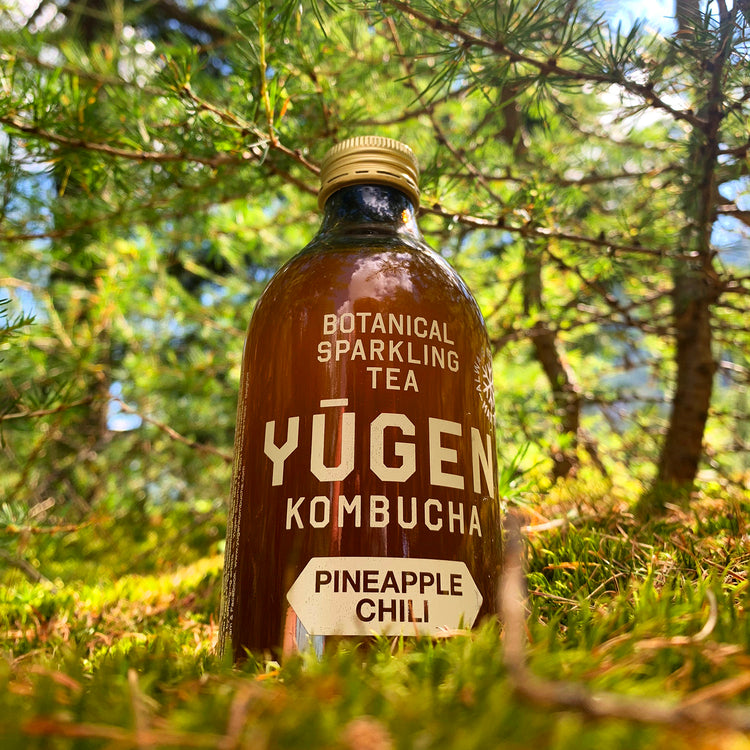 BOTANICAL
SPARKLING
TEA
YŪGEN
KOMBUCHA
PINEAPPLE
CHILI